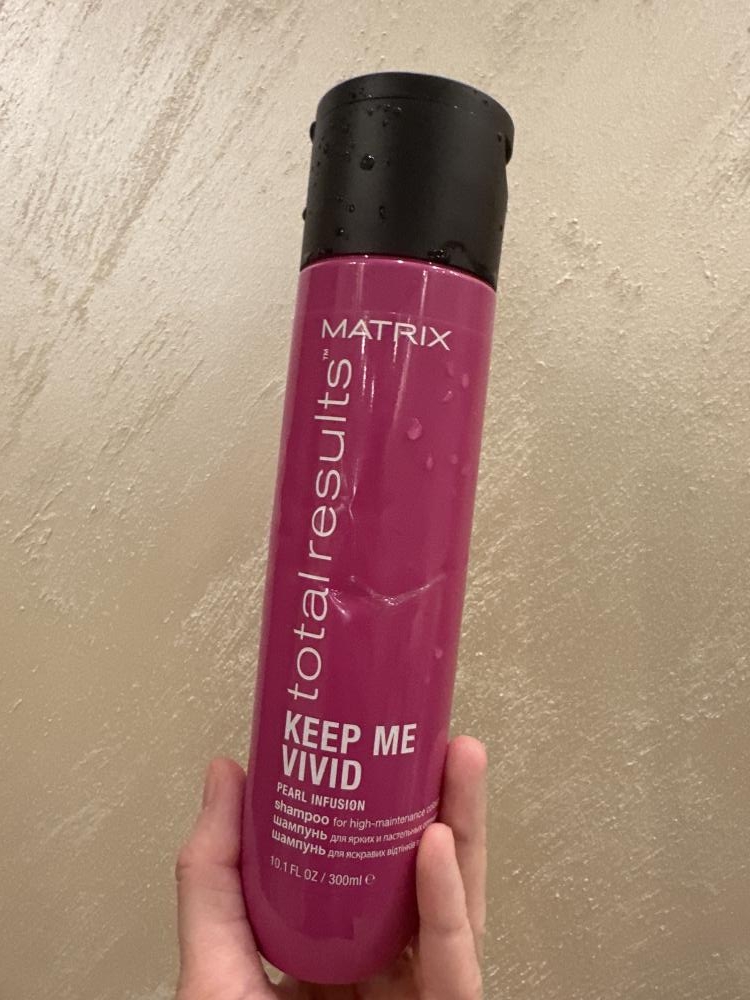 MATRIX
total results™
KEEP ME
VIVID
PEARL INFUSION
shampoo for high-maintenance
шампунь для ярких и пастельных
шампунь для яскравих відтінків
10.1 FL OZ / 300ml ℮